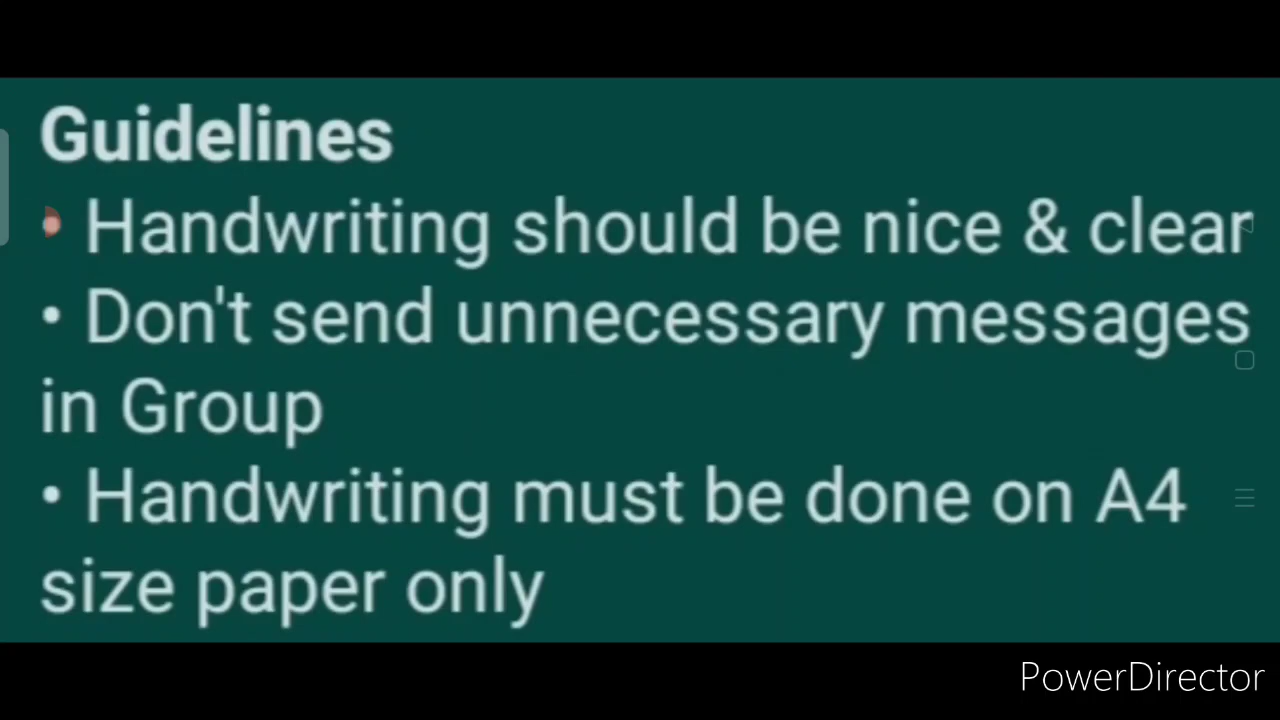 Guidelines
• Handwriting should be nice & clear
• Don't send unnecessary messages
in Group
• Handwriting must be done on A4
size paper only
PowerDirector